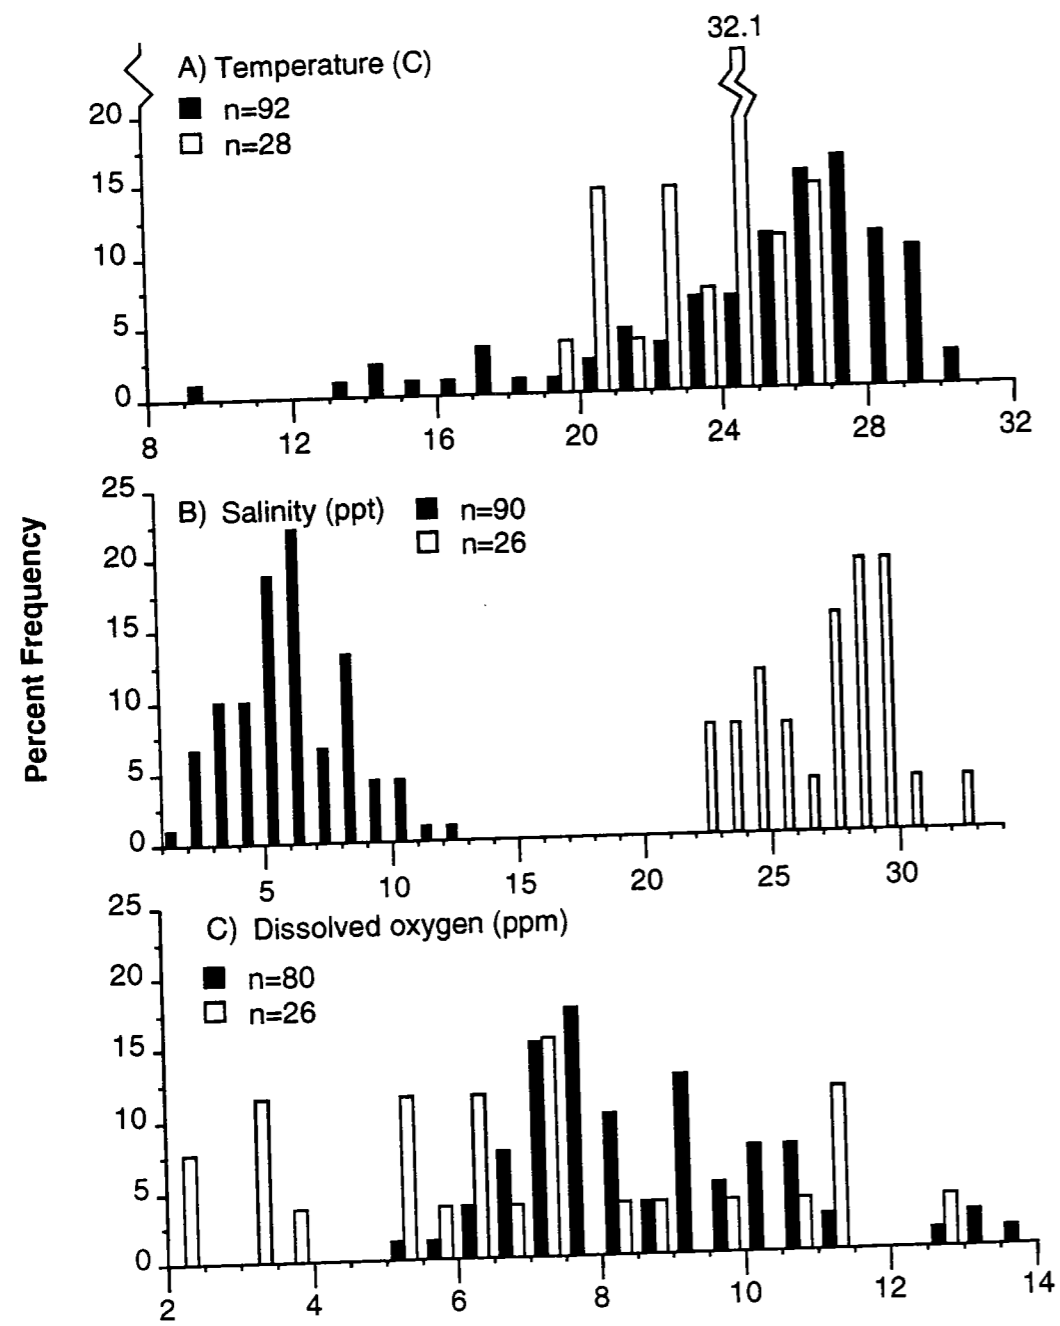 32.1
A) Temperature (C)
n=92
n=28
20
15
10
5
0
8 12 16 20 24 28 32
Percent Frequency
25
B) Salinity (ppt)
n=90
n=26
20
15
10
5
0
5 10 15 20 25 30
25
C) Dissolved oxygen (ppm)
n=80
n=26
20
15
10
5
0
2 4 6 8 10 12 14